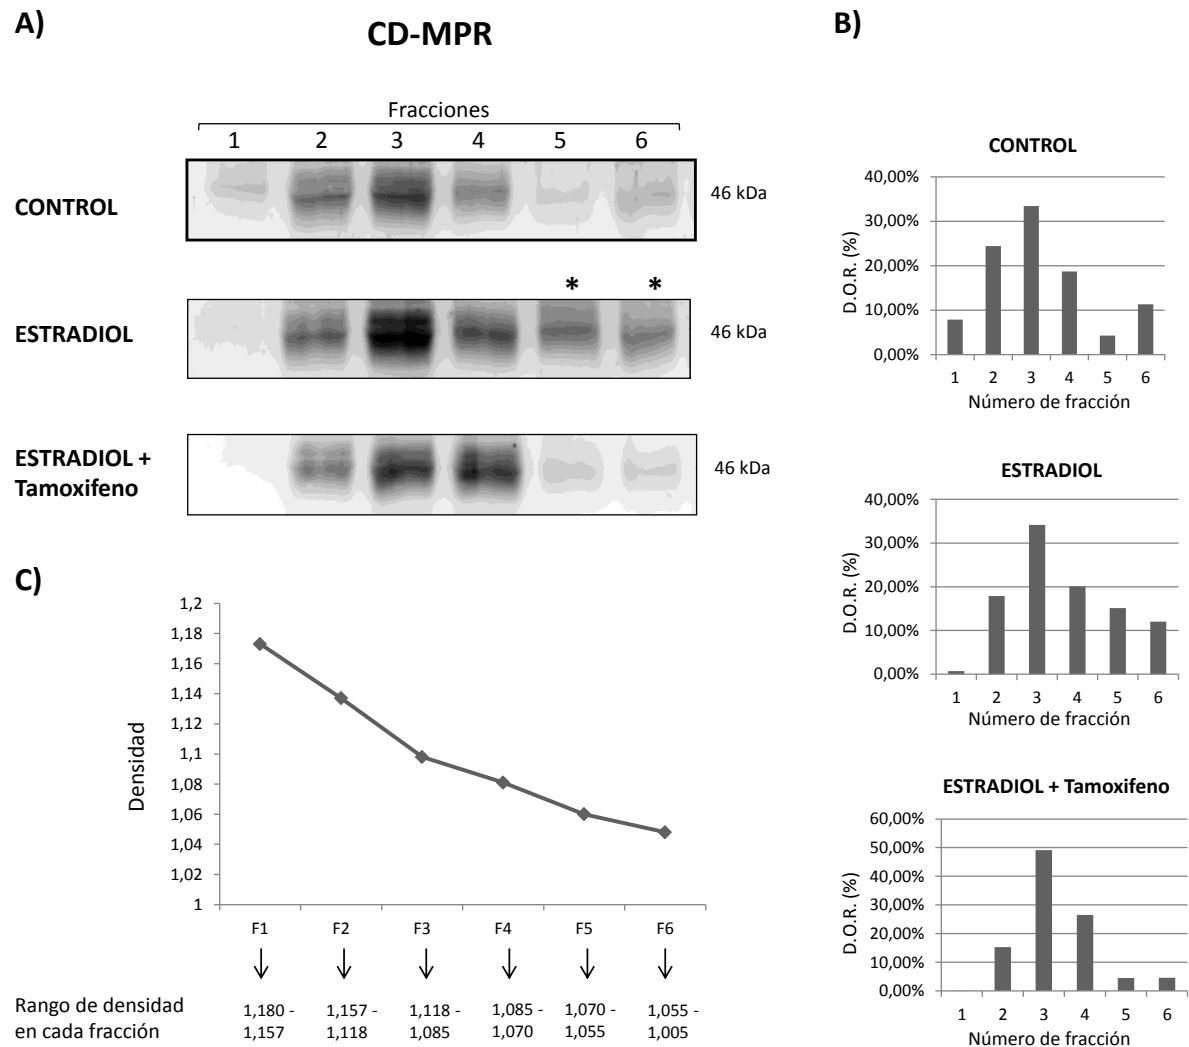 A)
CD-MPR
Fracciones
1 2 3 4 5 6
CONTROL
46 kDa
* *
ESTRADIOL
46 kDa
ESTRADIOL +
Tamoxifeno
46 kDa
B)
CONTROL
D.O.R. (%)
40,00%
30,00%
20,00%
10,00%
0,00%
1 2 3 4 5 6
Número de fracción
ESTRADIOL
D.O.R. (%)
40,00%
30,00%
20,00%
10,00%
0,00%
1 2 3 4 5 6
Número de fracción
ESTRADIOL + Tamoxifeno
D.O.R. (%)
60,00%
50,00%
40,00%
30,00%
20,00%
10,00%
0,00%
1 2 3 4 5 6
Número de fracción
C)
Densidad
1,2
1,18
1,16
1,14
1,12
1,1
1,08
1,06
1,04
1,02
1
F1 F2 F3 F4 F5 F6
Rango de densidad
en cada fracción
1,180 - 1,157 - 1,118 - 1,085 - 1,070 - 1,055 -
1,157 1,118 1,085 1,070 1,055 1,005